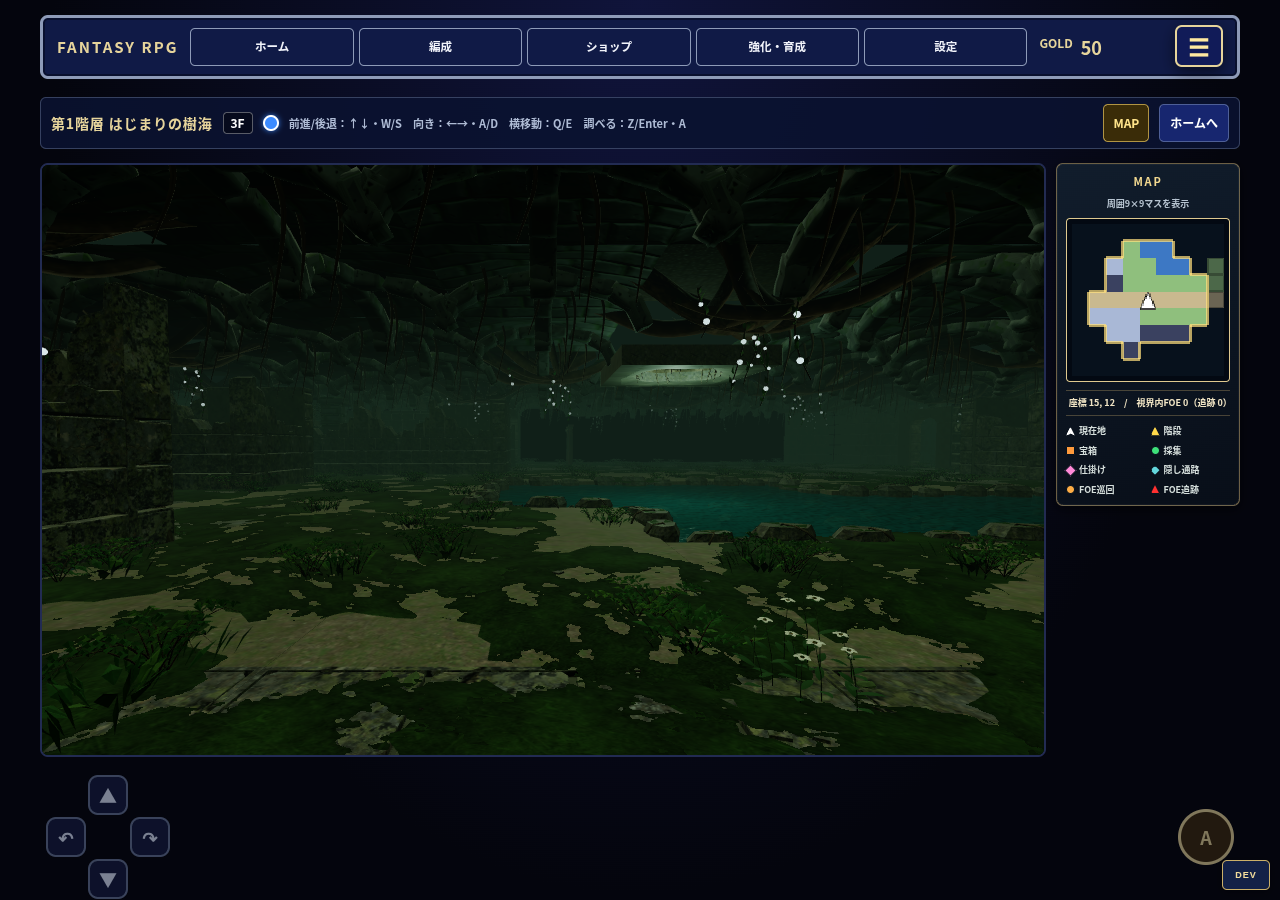 FANTASY RPG
ホーム
編成
ショップ
強化・育成
設定
GOLD 50
第1階層 はじまりの樹海
3F
前進/後退：↑↓・W/S　向き：←→・A/D　横移動：Q/E　調べる：Z/Enter・A
MAP
ホームへ
MAP
周囲9×9マスを表示
座標 15, 12　/　視界内FOE 0（追跡 0）
現在地
階段
宝箱
採集
仕掛け
隠し通路
FOE巡回
FOE追跡
A
DEV